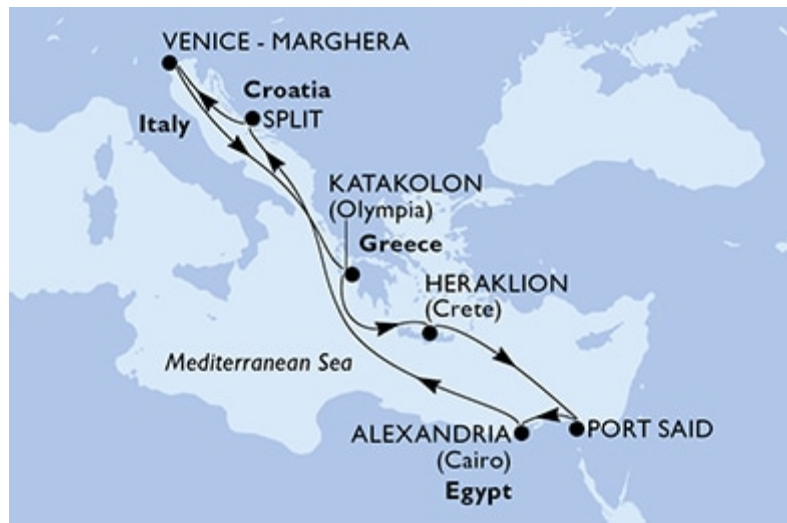 VENICE - MARGHERA
Croatia
SPLIT
Italy
KATAKOLON
(Olympia)
Greece
HERAKLION
(Crete)
Mediterranean Sea
ALEXANDRIA
(Cairo)
Egypt
PORT SAID